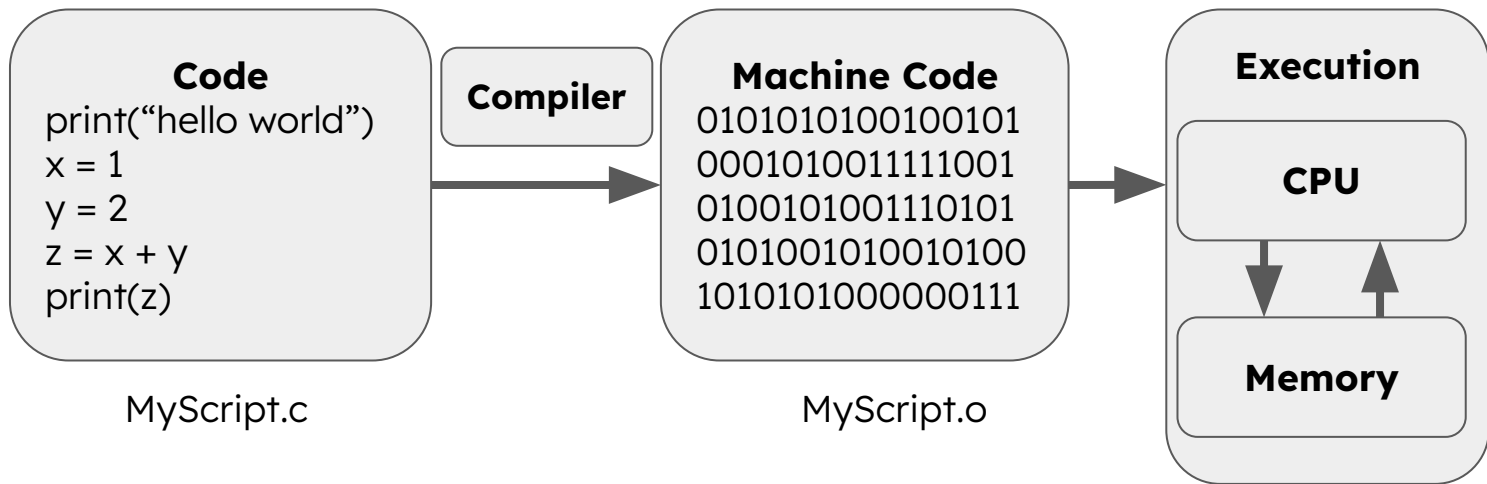 Code
print(“hello world”)
x = 1
y = 2
z = x + y
print(z)
MyScript.c
Compiler
Machine Code
0101010100100101
0001010011111001
0100101001110101
0101001010010100
1010101000000111
MyScript.o
Execution
CPU
Memory